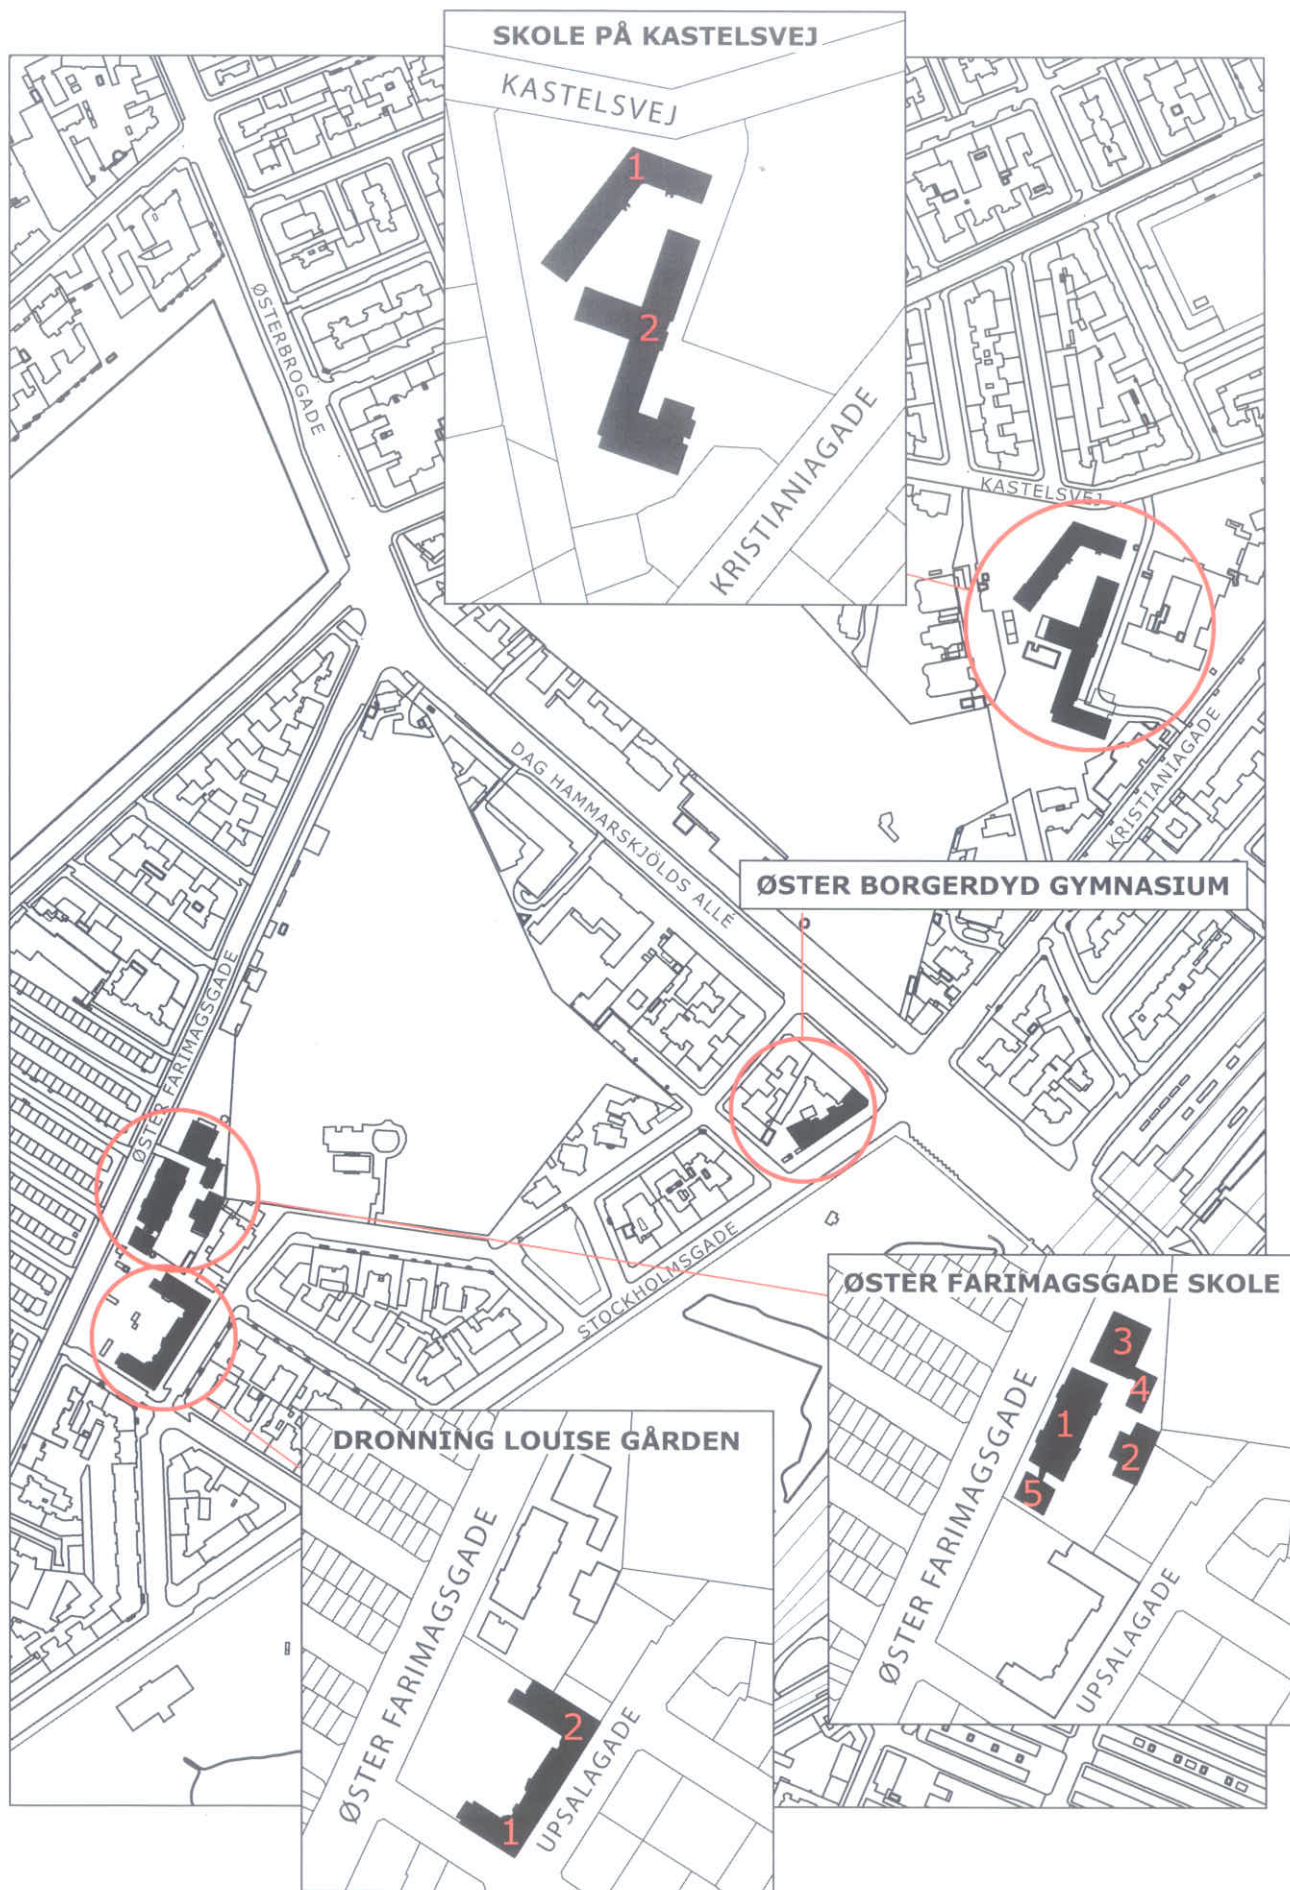 SKOLE PÅ KASTELSVEJ
KASTELSVEJ
1
2
KRISTIANIAGADE
ØSTERBROGADE
KASTELSVEJ
KRISTIANIAGADE
DAG HAMMARSKJÖLDS ALLÉ
ØSTER BORGERDYD GYMNASIUM
ØSTER FARIMAGSGADE
STOCKHOLMSGADE
ØSTER FARIMAGSGADE SKOLE
3
4
1
2
5
ØSTER FARIMAGSGADE
UPSALAGADE
DRONNING LOUISE GÅRDEN
ØSTER FARIMAGSGADE
2
1
UPSALAGADE